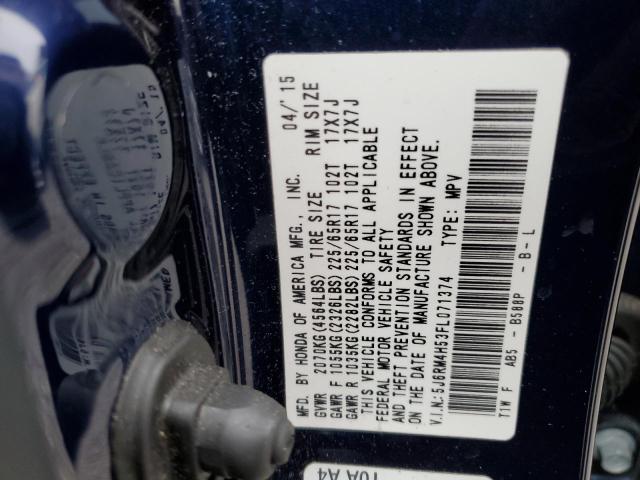 MFD. BY HONDA OF AMERICA MFG., INC. 04/'15
GVWR 2070KG(4564LBS) TIRE SIZE RIM SIZE
GAWR F 1055KG(2328LBS) 225/65R17 102T 17X7J
GAWR R 1035KG(2282LBS) 225/65R17 102T 17X7J
THIS VEHICLE CONFORMS TO ALL APPLICABLE
FEDERAL MOTOR VEHICLE SAFETY
AND THEFT PREVENTION STANDARDS IN EFFECT
ON THE DATE OF MANUFACTURE SHOWN ABOVE.
V.I.N.: 5J6RM4H53FL071374 TYPE: MPV
T1W F AB5 - B588P - B - L
10A A4